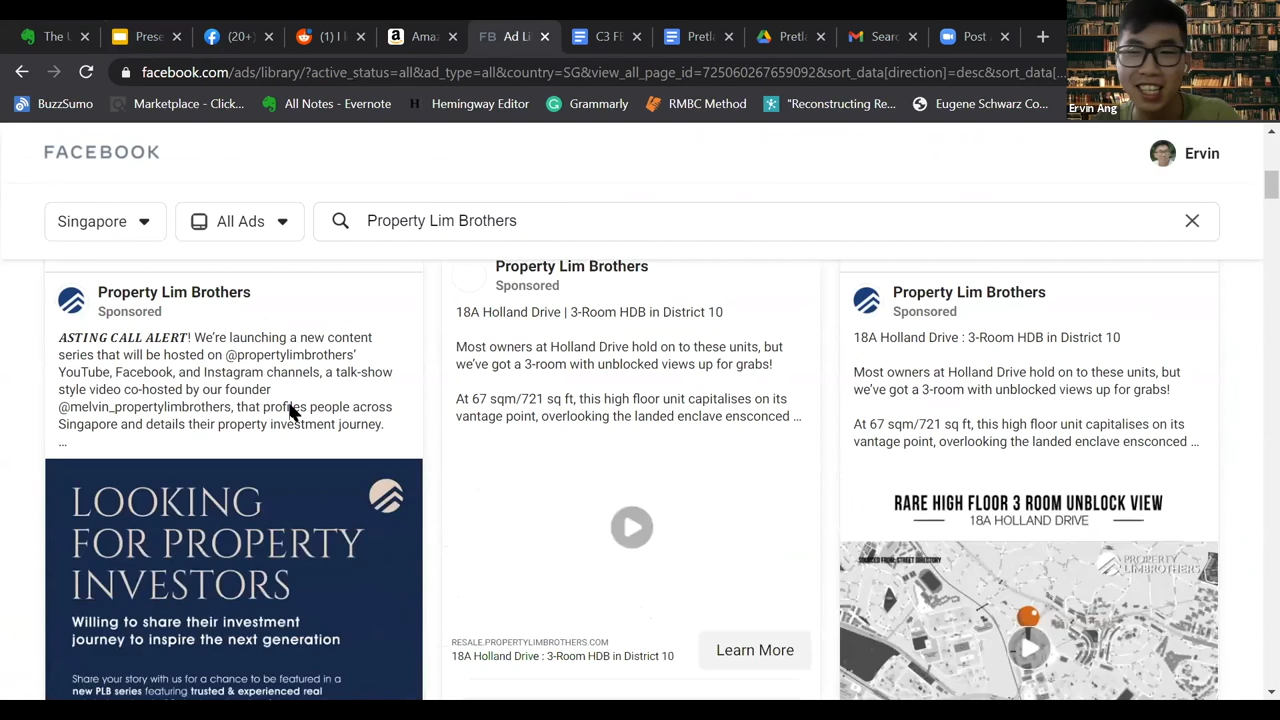 The U
Prese
(20+)
(1) I k
Amaz
Ad Li
C3 FE
Pretla
Pretla
Searc
Post A
facebook.com/ads/library/?active_status=all&ad_type=all&country=SG&view_all_page_id=725060267659092&sort_data[direction]=desc&sort_data[...
BuzzSumo
Marketplace - Click...
All Notes - Evernote
Hemingway Editor
Grammarly
RMBC Method
"Reconstructing Re...
Eugene Schwarz Co...
Ervin Ang
FACEBOOK
Ervin
Singapore
All Ads
Property Lim Brothers
Property Lim Brothers
Sponsored
ASTING CALL ALERT! We're launching a new content
series that will be hosted on @propertylimbrothers'
YouTube, Facebook, and Instagram channels, a talk-show
style video co-hosted by our founder
@melvin_propertylimbrothers, that profiles people across
Singapore and details their property investment journey.
...
LOOKING
FOR PROPERTY
INVESTORS
Willing to share their investment
journey to inspire the next generation
Share your story with us for a chance to be featured in a
new PLB series featuring trusted & experienced real
Property Lim Brothers
Sponsored
18A Holland Drive | 3-Room HDB in District 10
Most owners at Holland Drive hold on to these units, but
we've got a 3-room with unblocked views up for grabs!
At 67 sqm/721 sq ft, this high floor unit capitalises on its
vantage point, overlooking the landed enclave ensconced ...
RESALE.PROPERTYLIMBROTHERS.COM
18A Holland Drive : 3-Room HDB in District 10
Learn More
Property Lim Brothers
Sponsored
18A Holland Drive : 3-Room HDB in District 10
Most owners at Holland Drive hold on to these units, but
we've got a 3-room with unblocked views up for grabs!
At 67 sqm/721 sq ft, this high floor unit capitalises on its
vantage point, overlooking the landed enclave ensconced ...
RARE HIGH FLOOR 3 ROOM UNBLOCK VIEW
18A HOLLAND DRIVE
PROPERTY
LIMBROTHERS